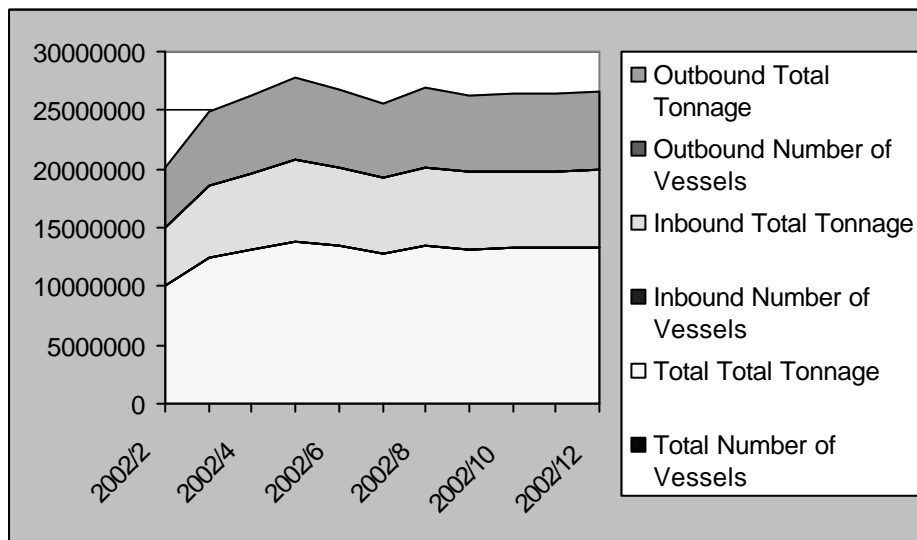 30000000
25000000
20000000
15000000
10000000
5000000
0
2002/2
2002/4
2002/6
2002/8
2002/10
2002/12
Outbound Total
Tonnage
Outbound Number of
Vessels
Inbound Total Tonnage
Inbound Number of
Vessels
Total Total Tonnage
Total Number of
Vessels